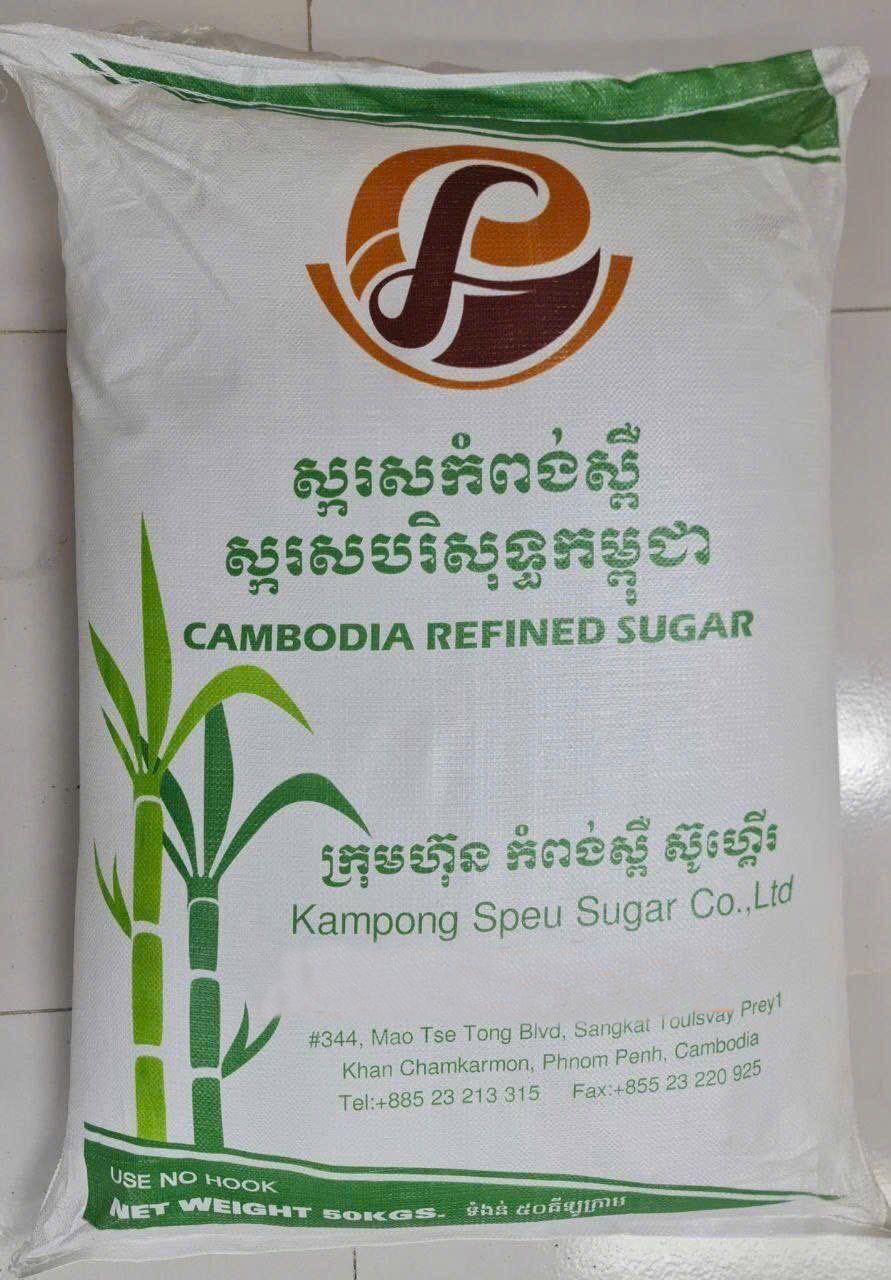 ស្ករសកំពង់ស្ពឺ
ស្ករសបរិសុទ្ធកម្ពុជា
CAMBODIA REFINED SUGAR
ក្រុមហ៊ុន កំពង់ស្ពឺ ស៊ូហ្គើរ
Kampong Speu Sugar Co.,Ltd
#344, Mao Tse Tong Blvd, Sangkat Toulsvay Prey1
Khan Chamkarmon, Phnom Penh, Cambodia
Tel:+885 23 213 315 Fax:+855 23 220 925
USE NO HOOK
NET WEIGHT 50KGS. ទំងន់ ៥០គីឡូក្រាម